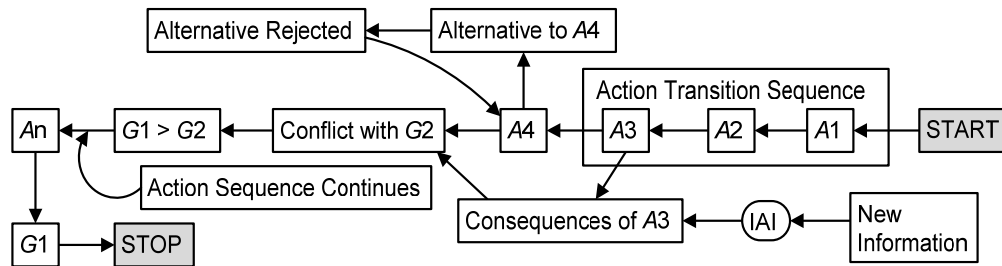 Alternative Rejected
Alternative to A4
Action Transition Sequence
An
G1 > G2
Conflict with G2
A4
A3
A2
A1
START
Action Sequence Continues
Consequences of A3
IAI
New
Information
G1
STOP